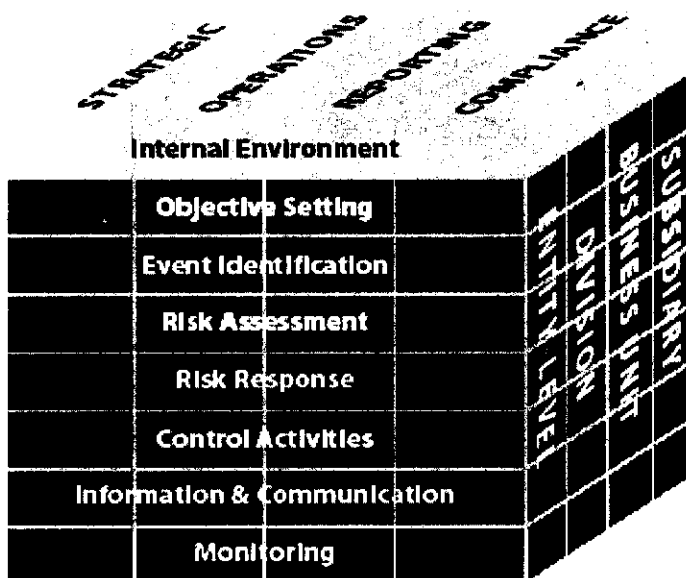 STRATEGIC
OPERATIONS
REPORTING
COMPLIANCE
Internal Environment
Objective Setting
Event Identification
Risk Assessment
Risk Response
Control Activities
Information & Communication
Monitoring
ENTITY LEVEL
DIVISION
BUSINESS UNIT
SUBSIDIARY